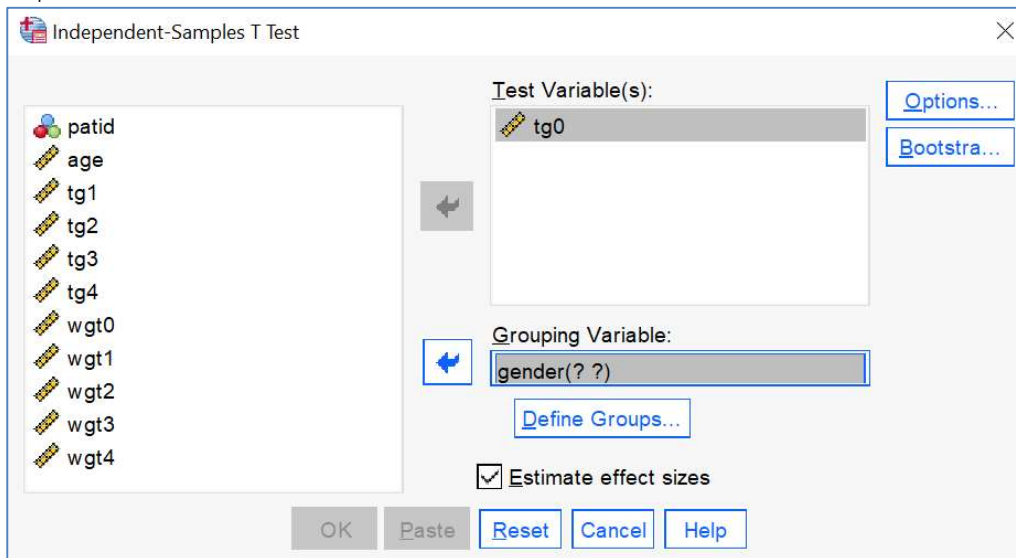 Independent-Samples T Test
Test Variable(s):
patid
age
tg1
tg2
tg3
tg4
wgt0
wgt1
wgt2
wgt3
wgt4
tg0
Options...
Bootstra...
Grouping Variable:
gender(? ?)
Define Groups...
Estimate effect sizes
OK Paste Reset Cancel Help